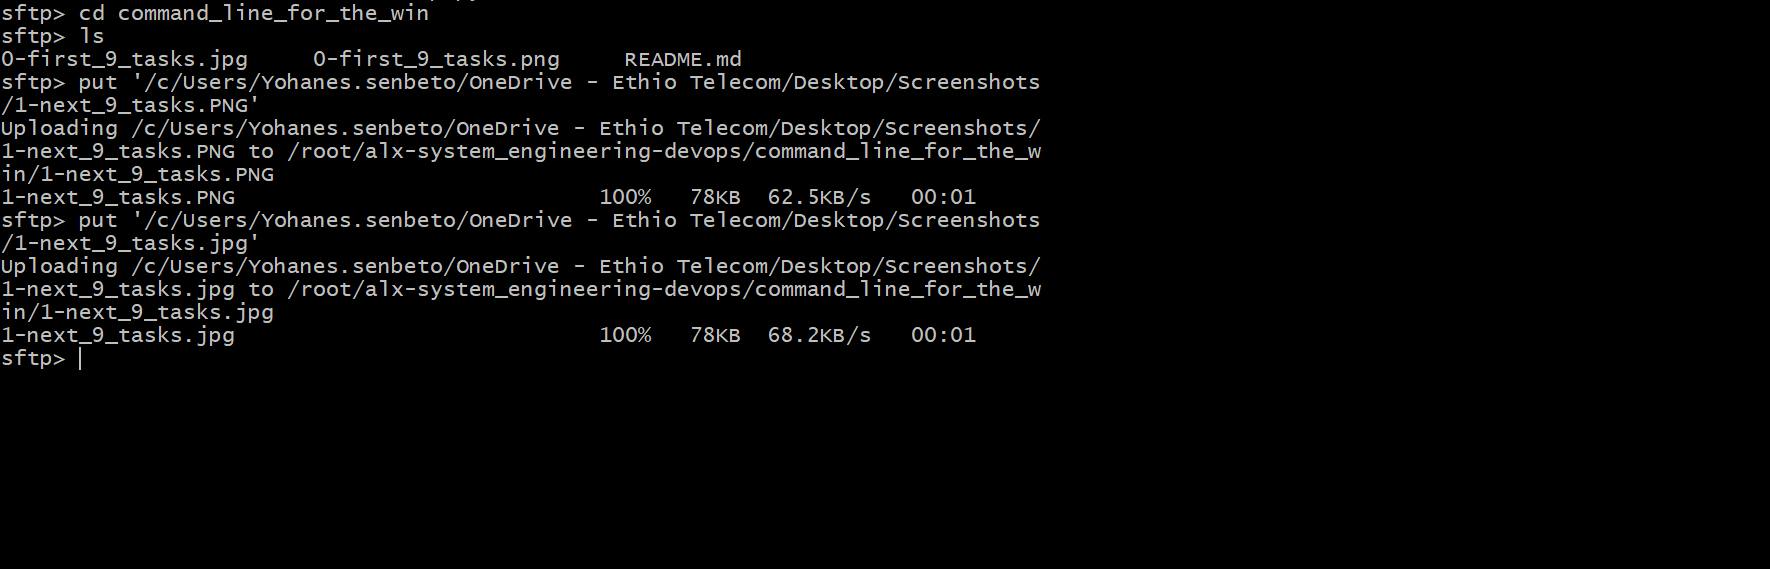 sftp> cd command_line_for_the_win
sftp> ls
0-first_9_tasks.jpg     0-first_9_tasks.png     README.md
sftp> put '/c/Users/Yohanes.senbeto/OneDrive - Ethio Telecom/Desktop/Screenshots
/1-next_9_tasks.PNG'
Uploading /c/Users/Yohanes.senbeto/OneDrive - Ethio Telecom/Desktop/Screenshots/
1-next_9_tasks.PNG to /root/alx-system_engineering-devops/command_line_for_the_w
in/1-next_9_tasks.PNG
1-next_9_tasks.PNG                            100%   78KB  62.5KB/s   00:01
sftp> put '/c/Users/Yohanes.senbeto/OneDrive - Ethio Telecom/Desktop/Screenshots
/1-next_9_tasks.jpg'
Uploading /c/Users/Yohanes.senbeto/OneDrive - Ethio Telecom/Desktop/Screenshots/
1-next_9_tasks.jpg to /root/alx-system_engineering-devops/command_line_for_the_w
in/1-next_9_tasks.jpg
1-next_9_tasks.jpg                            100%   78KB  68.2KB/s   00:01
sftp>